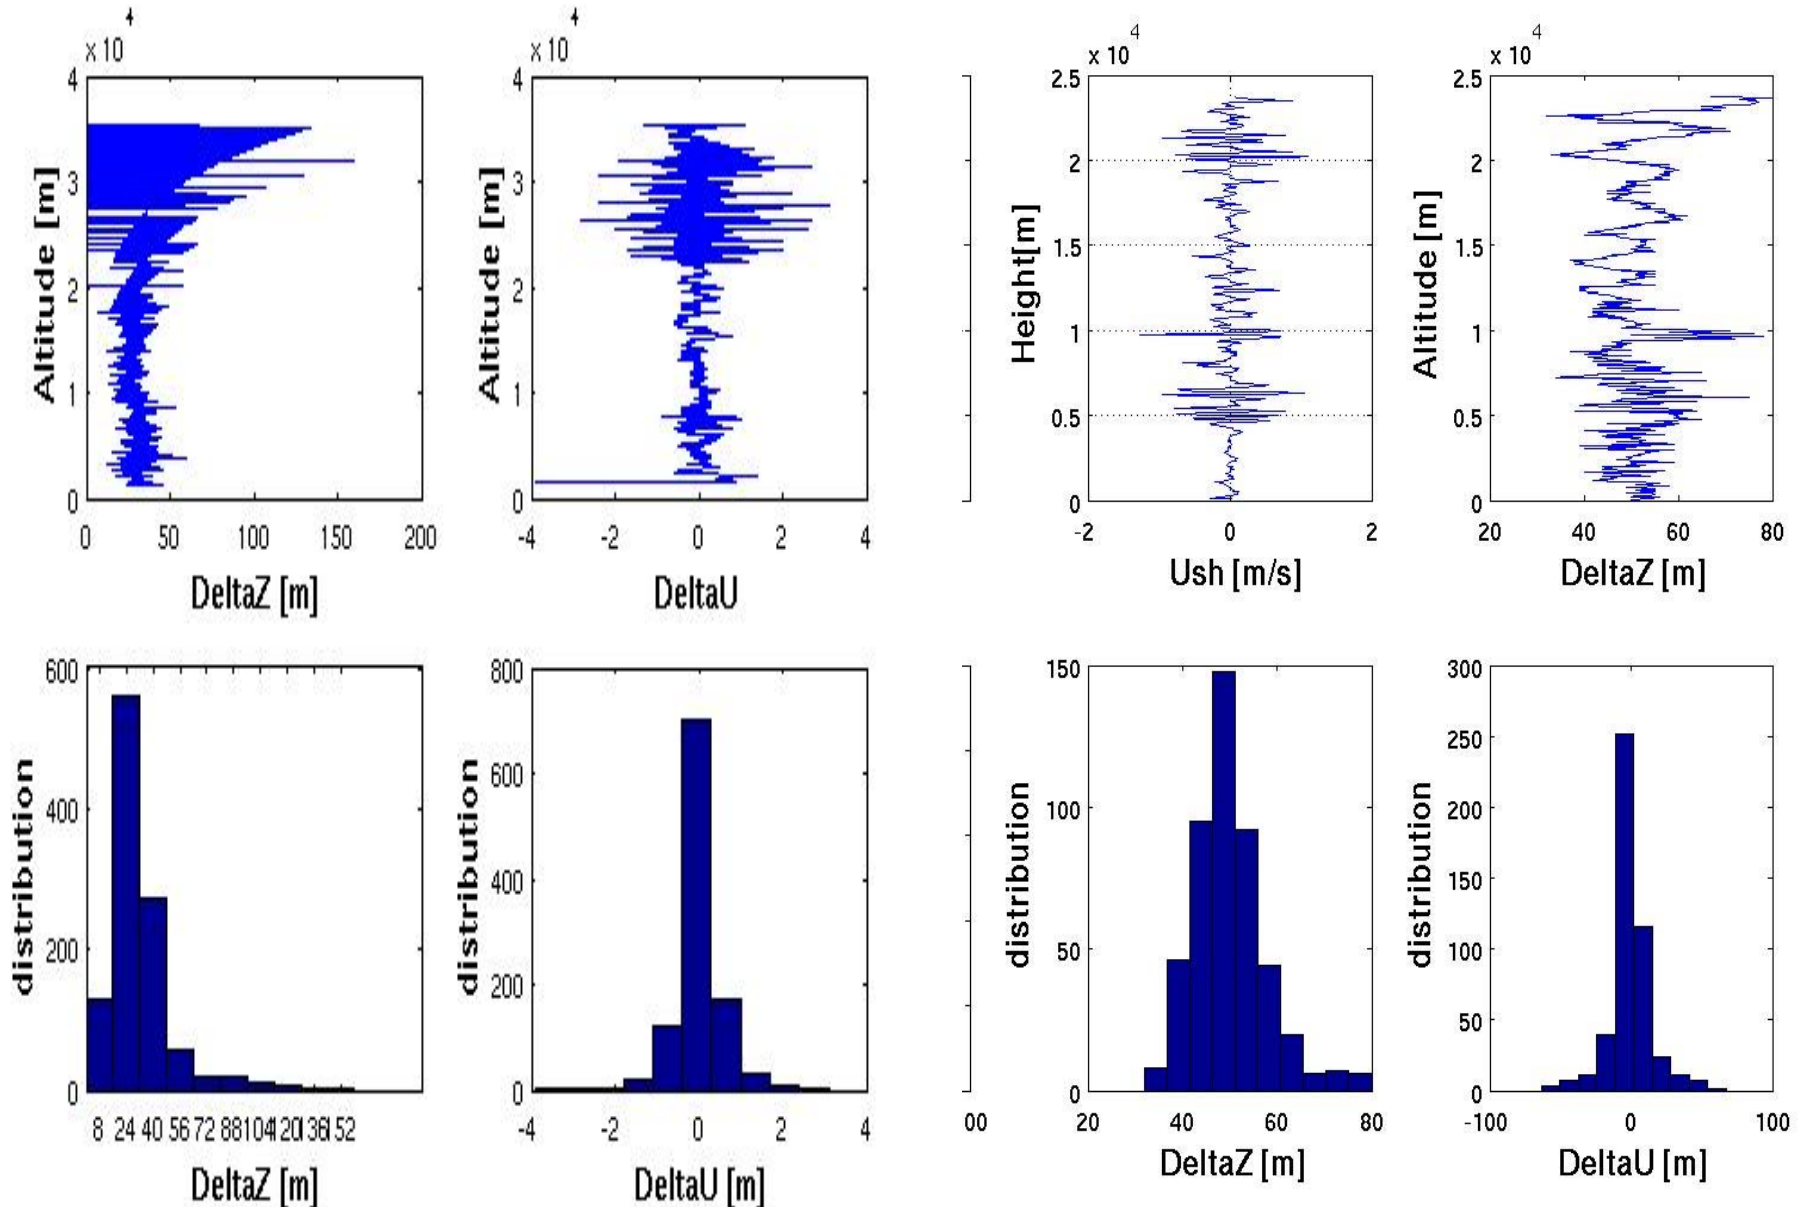 4
x 10
4
3
2
1
0
Altitude [m]
0 50 100 150 200
DeltaZ [m]
4
x 10
4
3
2
1
0
Altitude [m]
-4 -2 0 2 4
DeltaU
4
x 10
2.5
2
1.5
1
0.5
0
Height[m]
-2 0 2
Ush [m/s]
4
x 10
2.5
2
1.5
1
0.5
0
Altitude [m]
20 40 60 80
DeltaZ [m]
600
400
200
0
distribution
8 24 40 56 72 88 104 120 136 152
DeltaZ [m]
800
600
400
200
0
distribution
-4 -2 0 2 4
DeltaU [m]
00
150
100
50
0
distribution
20 40 60 80
DeltaZ [m]
300
250
200
150
100
50
0
distribution
-100 0 100
DeltaU [m]